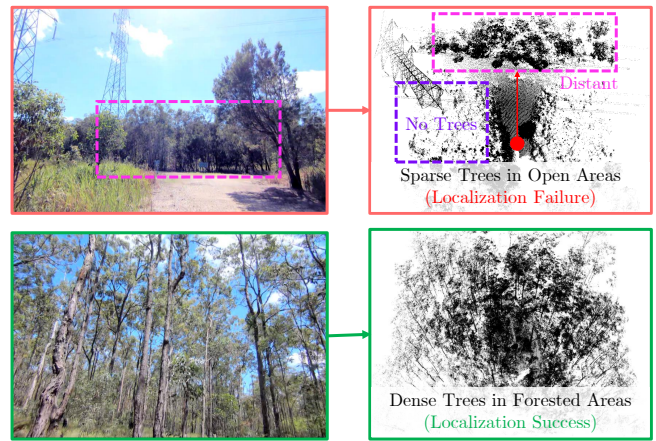 Distant
No Trees
Sparse Trees in Open Areas
(Localization Failure)
Dense Trees in Forested Areas
(Localization Success)